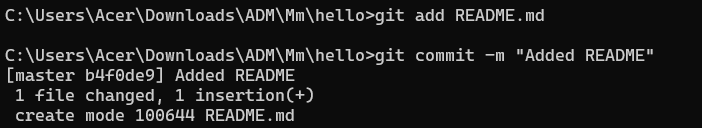 C:\Users\Acer\Downloads\ADM\Mm\hello>git add README.md
C:\Users\Acer\Downloads\ADM\Mm\hello>git commit -m "Added README"
[master b4f0de9] Added README
 1 file changed, 1 insertion(+)
 create mode 100644 README.md